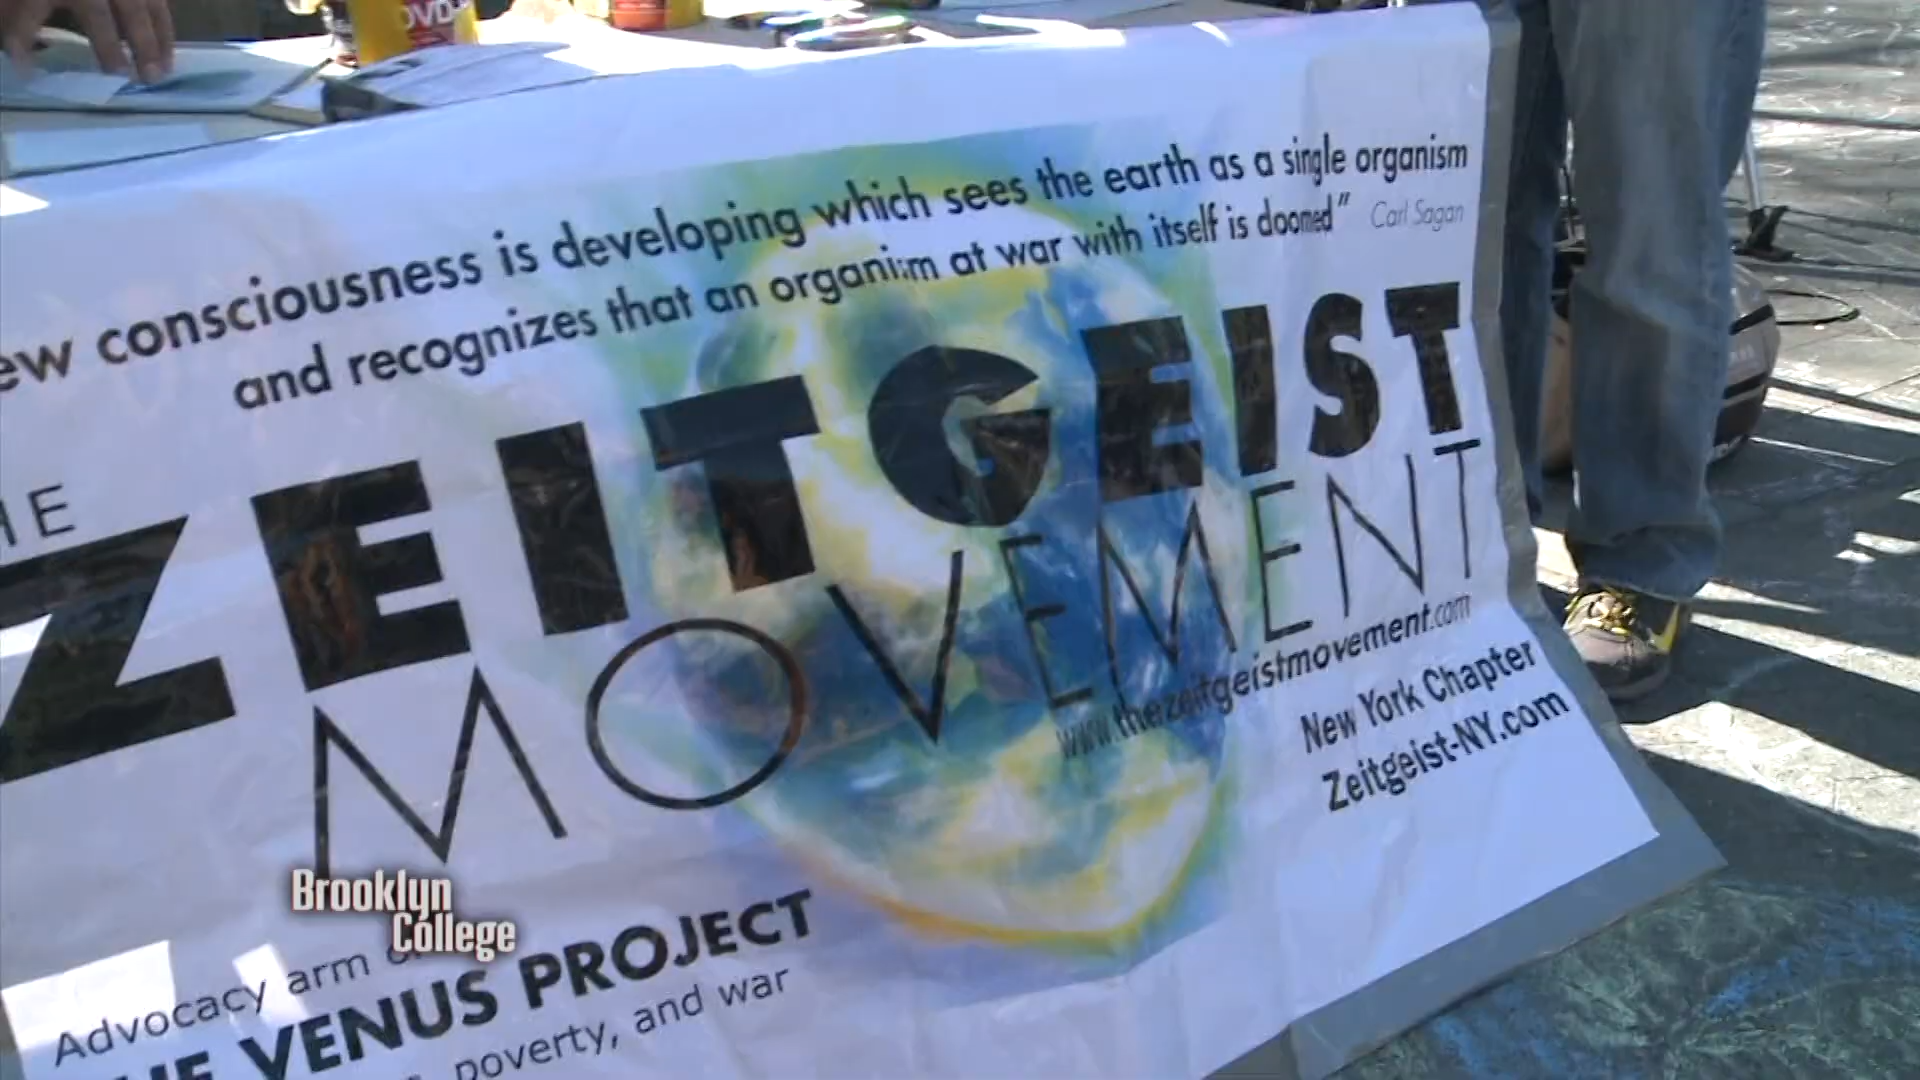 DVD
ew consciousness is developing which sees the earth as a single organism
and recognizes that an organism at war with itself is doomed" Carl Sagan
HE
ZEITGEIST
MOVEMENT
www.thezeitgeistmovement.com
New York Chapter
Zeitgeist-NY.com
Brooklyn
College
Advocacy arm
HE VENUS PROJECT
poverty, and war